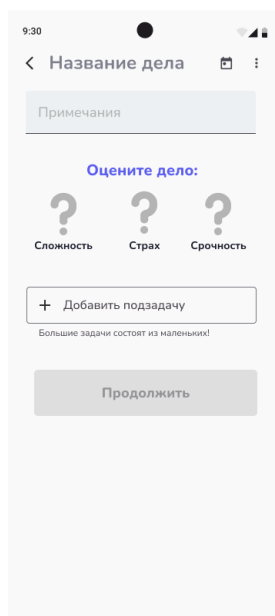 9:30
Название дела
Примечания
Оцените дело:
? ? ?
Сложность Страх Срочность
+ Добавить подзадачу
Большие задачи состоят из маленьких!
Продолжить